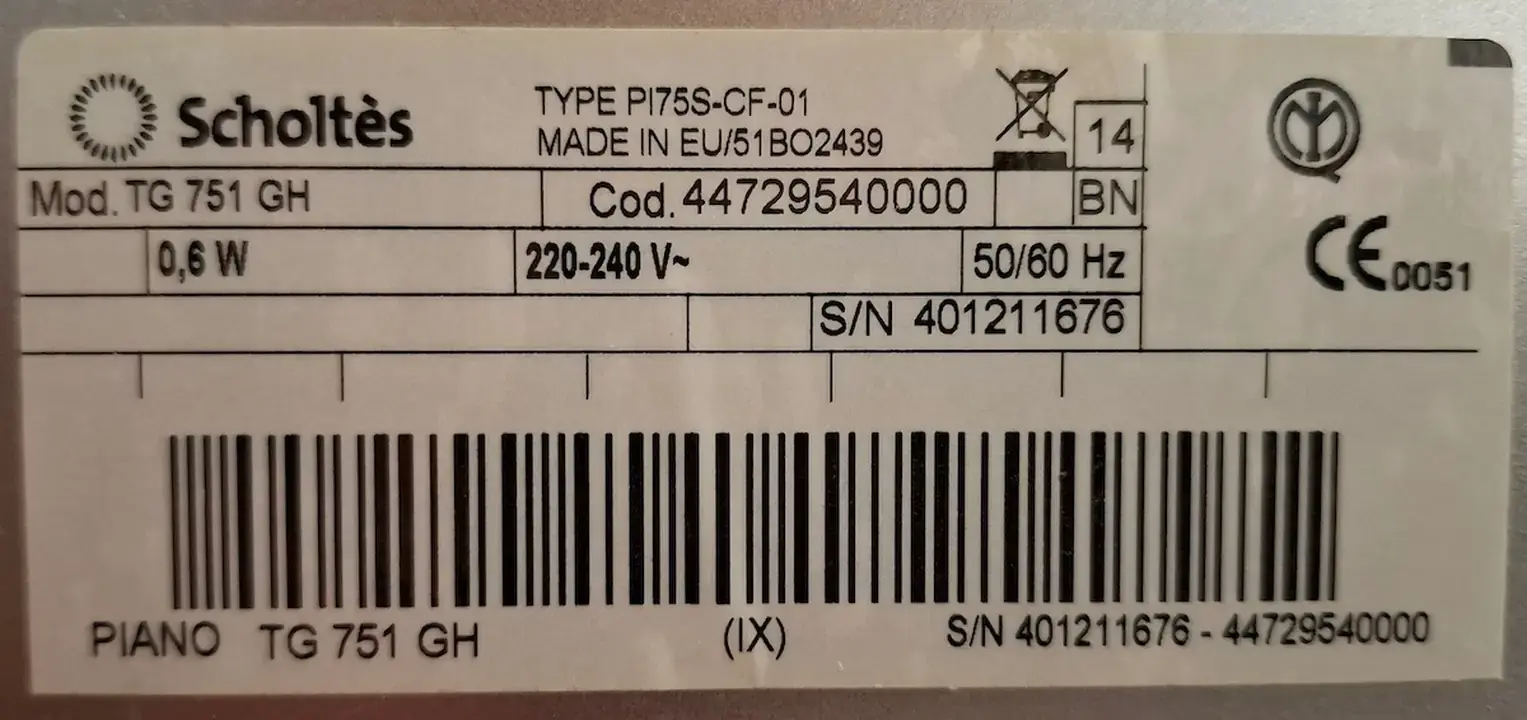 Scholtès
TYPE PI75S-CF-01
MADE IN EU/51BO2439
14
Mod. TG 751 GH
Cod. 44729540000
BN
0,6 W
220-240 V~
50/60 Hz
CE 0051
S/N 401211676
PIANO TG 751 GH
(IX)
S/N 401211676 - 44729540000